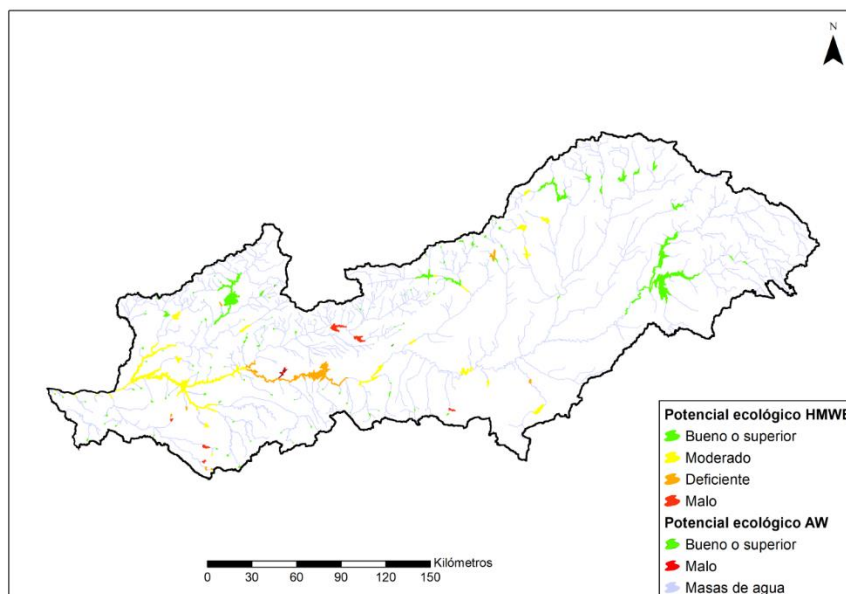 N
Potencial ecológico HMWB
Bueno o superior
Moderado
Deficiente
Malo
Potencial ecológico AW
Bueno o superior
Malo
Masas de agua
Kilómetros
0 30 60 90 120 150